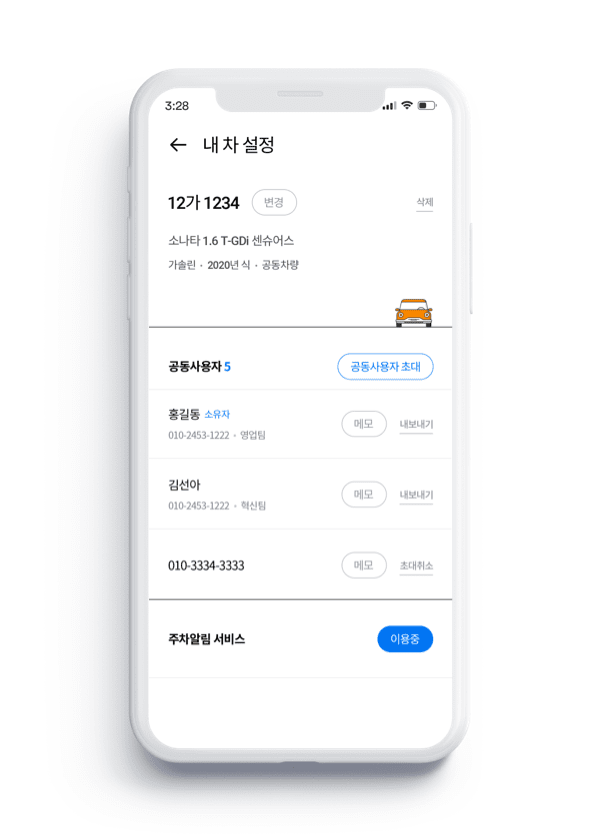 3:28
내 차 설정
12가 1234 변경 삭제
소나타 1.6 T-GDi 센슈어스
가솔린 · 2020년 식 · 공동차량
공동사용자 5 공동사용자 초대
홍길동 소유자 메모 내보내기
010-2453-1222 · 영업팀
김선아 메모 내보내기
010-2453-1222 · 혁신팀
010-3334-3333 메모 초대취소
주차알림 서비스 이용중